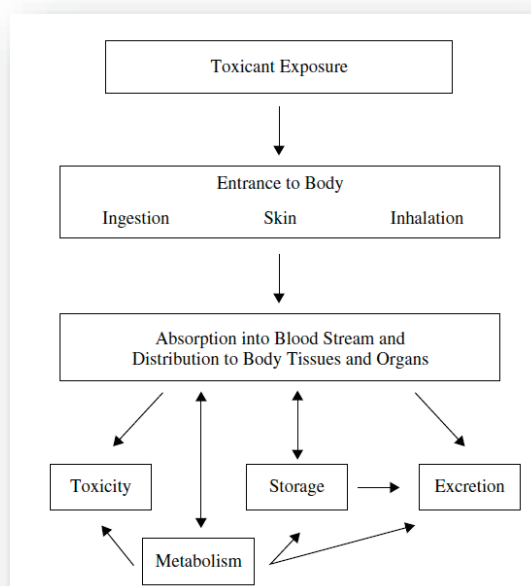 Toxicant Exposure
Entrance to Body
Ingestion Skin Inhalation
Absorption into Blood Stream and
Distribution to Body Tissues and Organs
Toxicity Storage Excretion
Metabolism